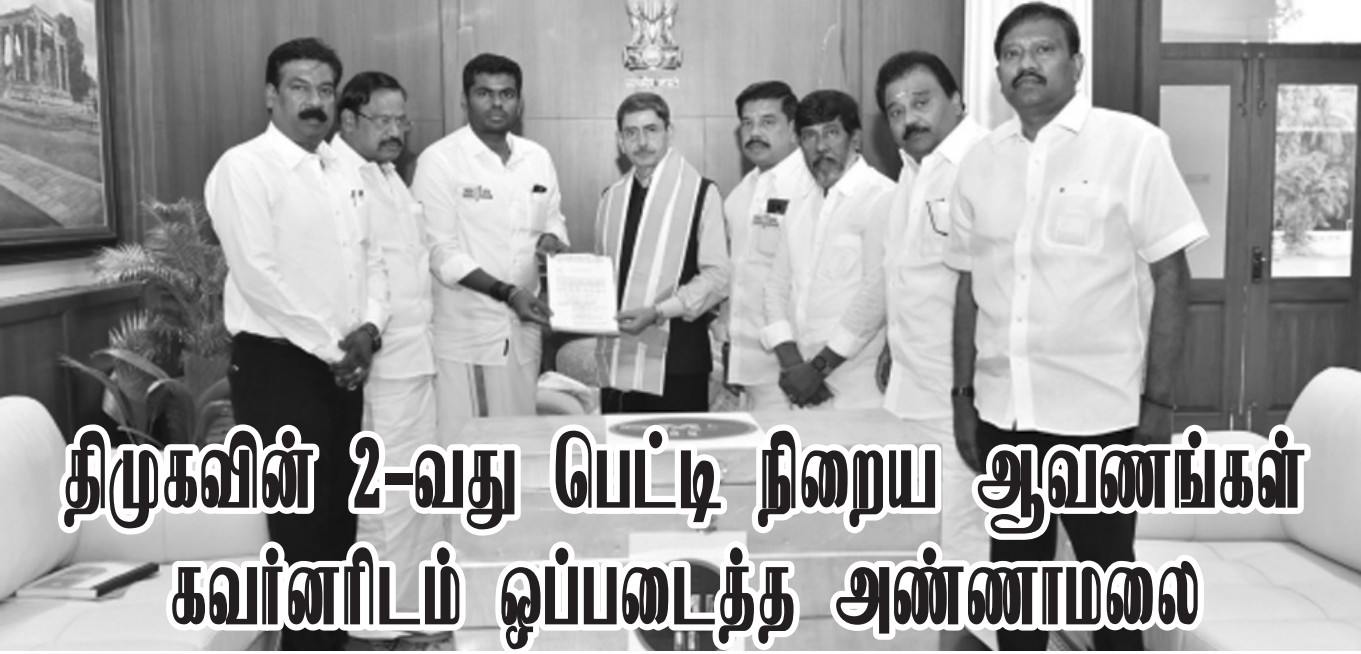 திமுகவின் 2-வது பெட்டி நிறைய ஆவணங்கள்
கவர்னரிடம் ஒப்படைத்த அண்ணாமலை